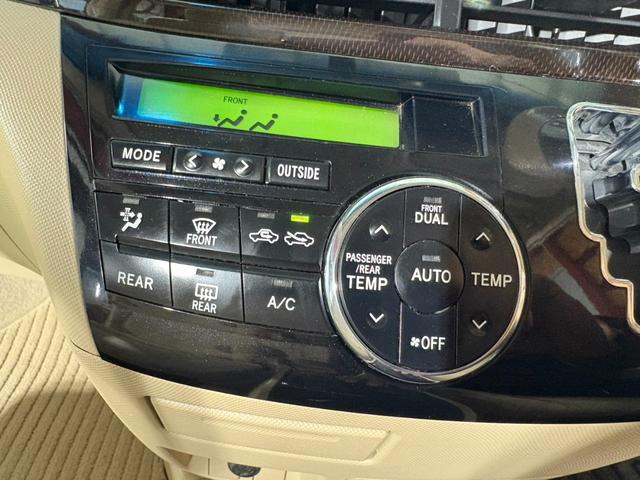 FRONT
MODE
OUTSIDE
FRONT
DUAL
FRONT
PASSENGER
/REAR
TEMP
AUTO
TEMP
REAR
REAR
A/C
OFF